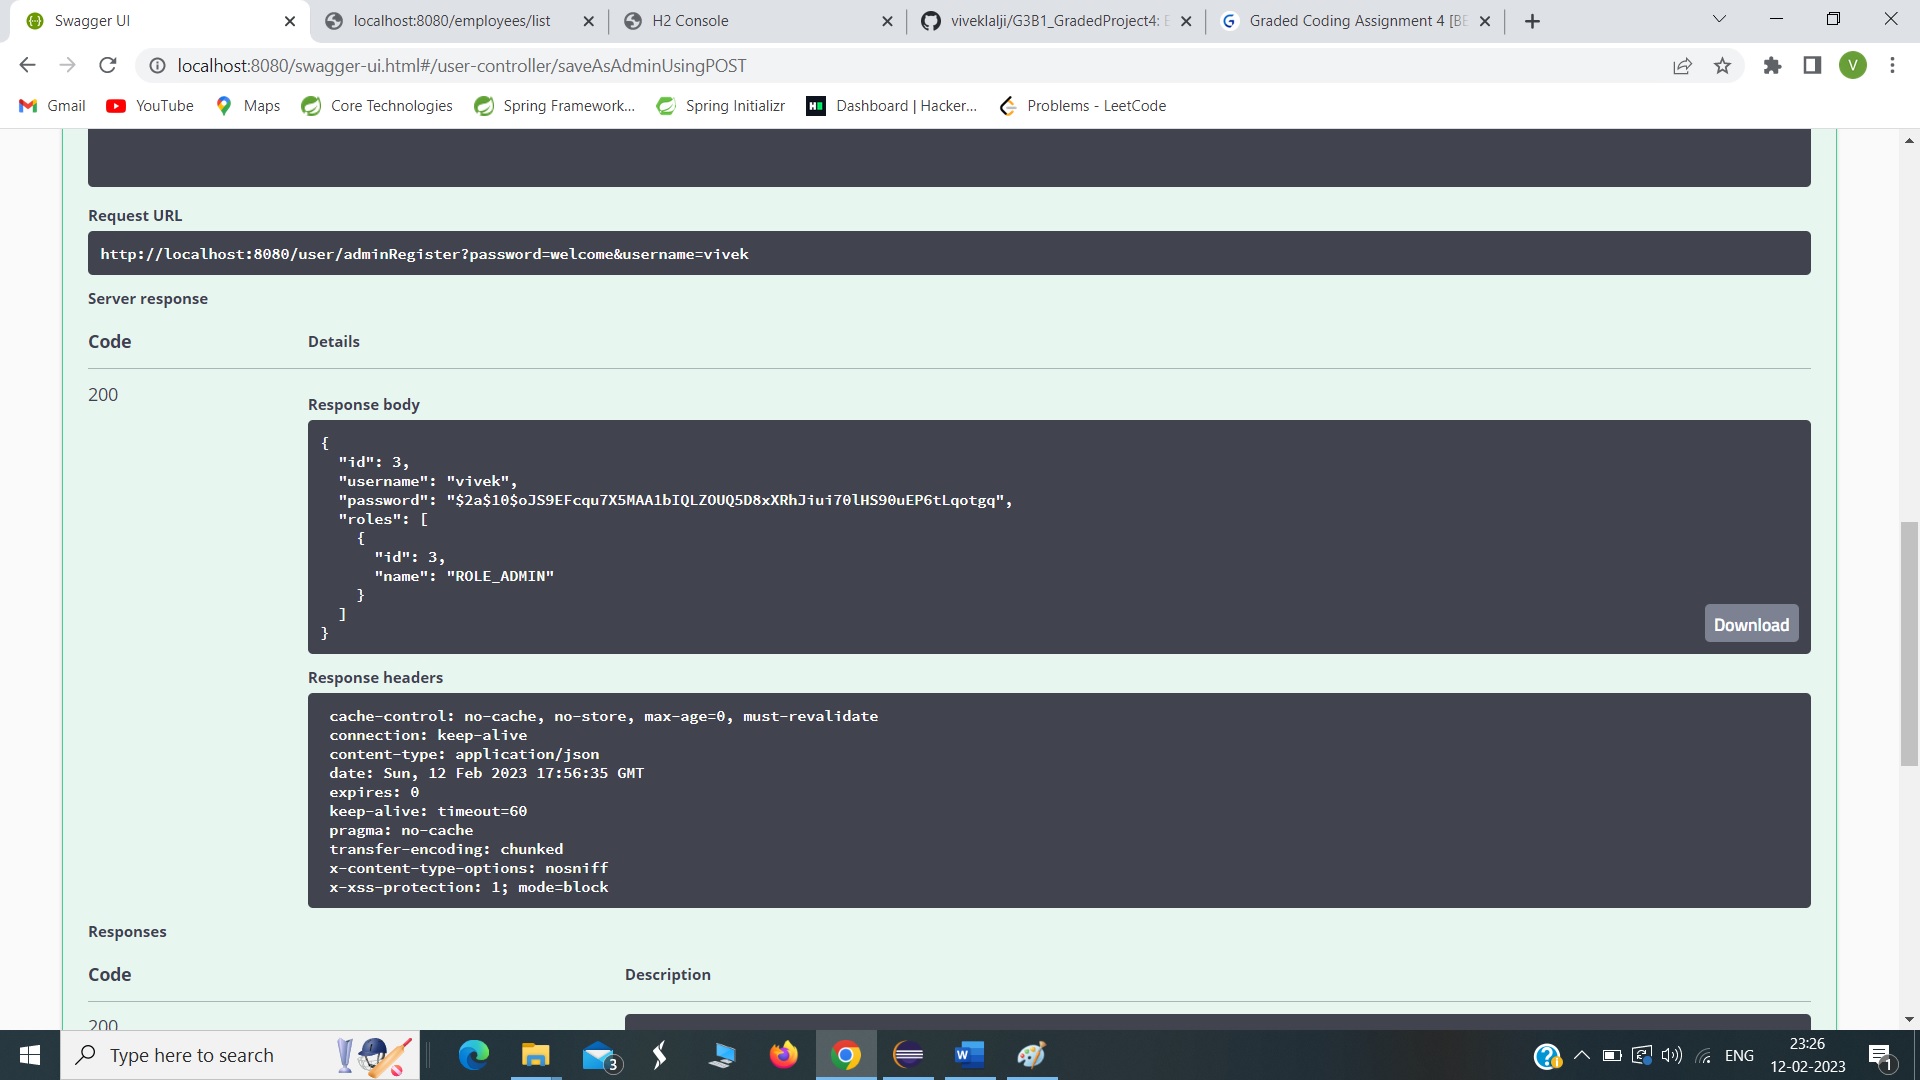 Swagger UI
localhost:8080/employees/list
H2 Console
viveklalji/G3B1_GradedProject4:
Graded Coding Assignment 4 [BE
localhost:8080/swagger-ui.html#/user-controller/saveAsAdminUsingPOST
V
Gmail
YouTube
Maps
Core Technologies
Spring Framework...
Spring Initializr
Dashboard | Hacker...
Problems - LeetCode
Request URL
http://localhost:8080/user/adminRegister?password=welcome&username=vivek
Server response
Code
Details
200
Response body
{
"id": 3,
"username": "vivek",
"password": "$2a$10$oJS9EFcqu7X5MAA1bIQLZOUQ5D8xXRhJiui70lHS90uEP6tLqotgq",
"roles": [
{
"id": 3,
"name": "ROLE_ADMIN"
}
]
}
Download
Response headers
cache-control: no-cache, no-store, max-age=0, must-revalidate
connection: keep-alive
content-type: application/json
date: Sun, 12 Feb 2023 17:56:35 GMT
expires: 0
keep-alive: timeout=60
pragma: no-cache
transfer-encoding: chunked
x-content-type-options: nosniff
x-xss-protection: 1; mode=block
Responses
Code
Description
200
Type here to search
3
ENG
23:26
12-02-2023
1